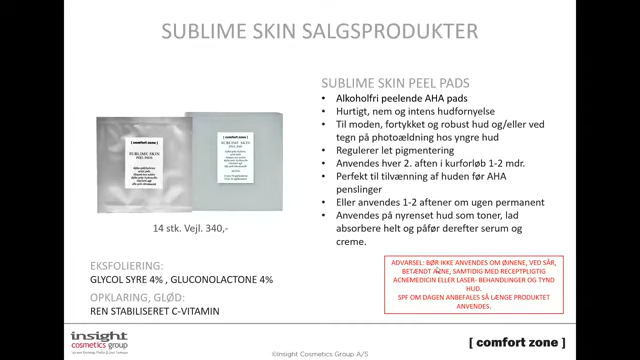 SUBLIME SKIN SALGSPRODUKTER
SUBLIME SKIN PEEL PADS
• Alkoholfri peelende AHA pads
• Hurtigt, nem og intens hudfornyelse
• Til moden, fortykket og robust hud og/eller ved
tegn på photoældning hos yngre hud
• Regulerer let pigmentering
• Anvendes hver 2. aften i kurforløb 1-2 mdr.
• Perfekt til tilvænning af huden før AHA
penslinger
• Eller anvendes 1-2 aftener om ugen permanent
• Anvendes på nyrenset hud som toner, lad
absorbere helt og påfør derefter serum og
creme.
[ comfort zone ]
SUBLIME SKIN
PEEL PADS
[ comfort zone ]
SUBLIME SKIN
PEEL PADS
14 stk. Vejl. 340,-
EKSFOLIERING:
GLYCOL SYRE 4% , GLUCONOLACTONE 4%
OPKLARING, GLØD:
REN STABILISERET C-VITAMIN
ADVARSEL: BØR IKKE ANVENDES OM ØJNENE, VED SÅR,
BETÆNDT ACNE, SAMTIDIG MED RECEPTPLIGTIG
ACNEMEDICIN ELLER LASER- BEHANDLINGER OG TYND
HUD.
SPF OM DAGEN ANBEFALES SÅ LÆNGE PRODUKTET
ANVENDES.
insight
cosmetics group
©Insight Cosmetics Group A/S
[ comfort zone ]